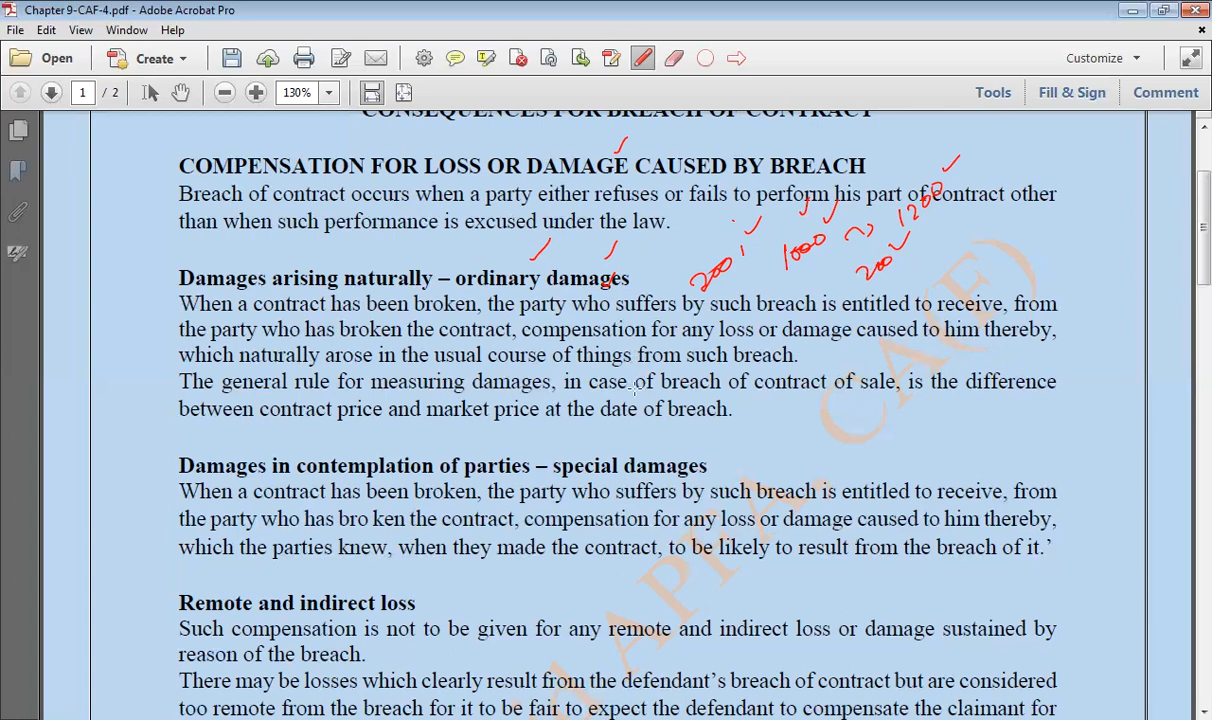 Chapter 9-CAF-4.pdf - Adobe Acrobat Pro
File Edit View Window Help
Open Create Customize
1 / 2 130% Tools Fill & Sign Comment
CONSEQUENCES FOR BREACH OF CONTRACT
COMPENSATION FOR LOSS OR DAMAGE CAUSED BY BREACH
Breach of contract occurs when a party either refuses or fails to perform his part of contract other
than when such performance is excused under the law.
1200
200 1000 200
Damages arising naturally – ordinary damages
When a contract has been broken, the party who suffers by such breach is entitled to receive, from
the party who has broken the contract, compensation for any loss or damage caused to him thereby,
which naturally arose in the usual course of things from such breach.
The general rule for measuring damages, in case of breach of contract of sale, is the difference
between contract price and market price at the date of breach.
Damages in contemplation of parties – special damages
When a contract has been broken, the party who suffers by such breach is entitled to receive, from
the party who has bro ken the contract, compensation for any loss or damage caused to him thereby,
which the parties knew, when they made the contract, to be likely to result from the breach of it.’
Remote and indirect loss
Such compensation is not to be given for any remote and indirect loss or damage sustained by
reason of the breach.
There may be losses which clearly result from the defendant’s breach of contract but are considered
too remote from the breach for it to be fair to expect the defendant to compensate the claimant for
APFA. CA(F)